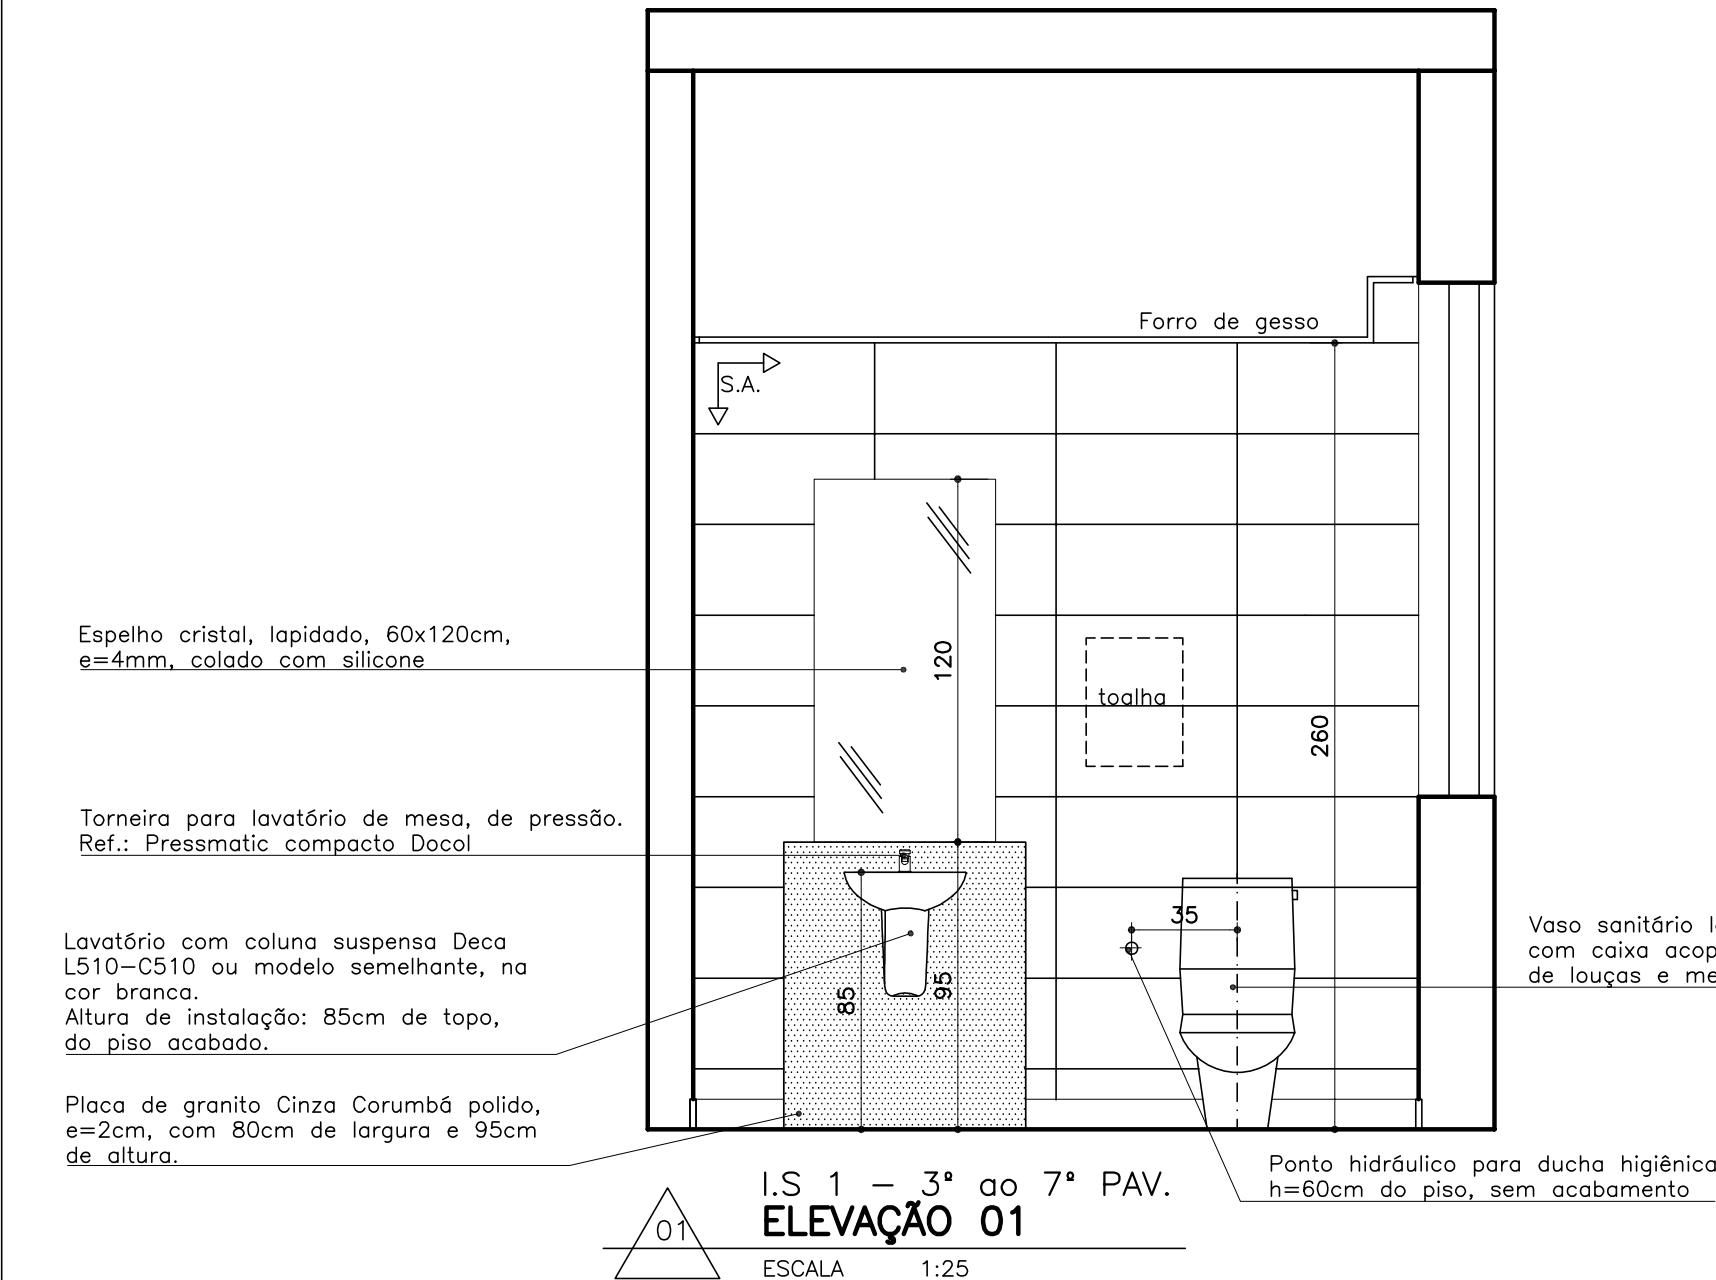 Forro de gesso
S.A.
Espelho cristal, lapidado, 60x120cm,
e=4mm, colado com silicone
120
toalha
260
Torneira para lavatório de mesa, de pressão.
Ref.: Pressmatic compacto Docol
35
Lavatório com coluna suspensa Deca
L510-C510 ou modelo semelhante, na
cor branca.
Altura de instalação: 85cm de topo,
do piso acabado.
85
95
Vaso sanitário
com caixa acop
de louças e me
Placa de granito Cinza Corumbá polido,
e=2cm, com 80cm de largura e 95cm
de altura.
Ponto hidráulico para ducha higiênica
h=60cm do piso, sem acabamento
I.S 1 - 3º ao 7º PAV.
01
ELEVAÇÃO 01
ESCALA 1:25